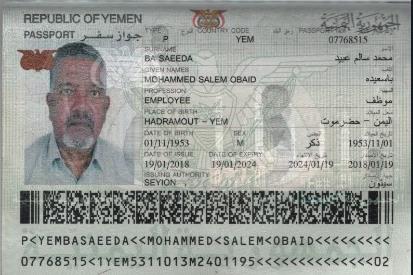 REPUBLIC OF YEMEN
PASSPORT جواز سفر
TYPE COUNTRY CODE PASSPORT الجمهورية اليمنية
P YEM 07768515
SURNAME
BA SAEEDA محمد سالم عبيد
GIVEN NAMES
MOHAMMED SALEM OBAID باسعيده
PROFESSION
EMPLOYEE موظف
PLACE OF BIRTH
HADRAMOUT – YEM اليمن - حضرموت
DATE OF BIRTH SEX
01/11/1953 M ذكر 1953/11/01
DATE OF ISSUE DATE OF EXPIRY
19/01/2018 19/01/2024 2024/01/19 2018/01/19
ISSUING AUTHORITY
SEYION سيئون
P<YEMBASAEEDA<<MOHAMMED<SALEM<OBAID<<<<<<<<<
07768515<1YEM5311013M2401195<<<<<<<<<<<<<<02